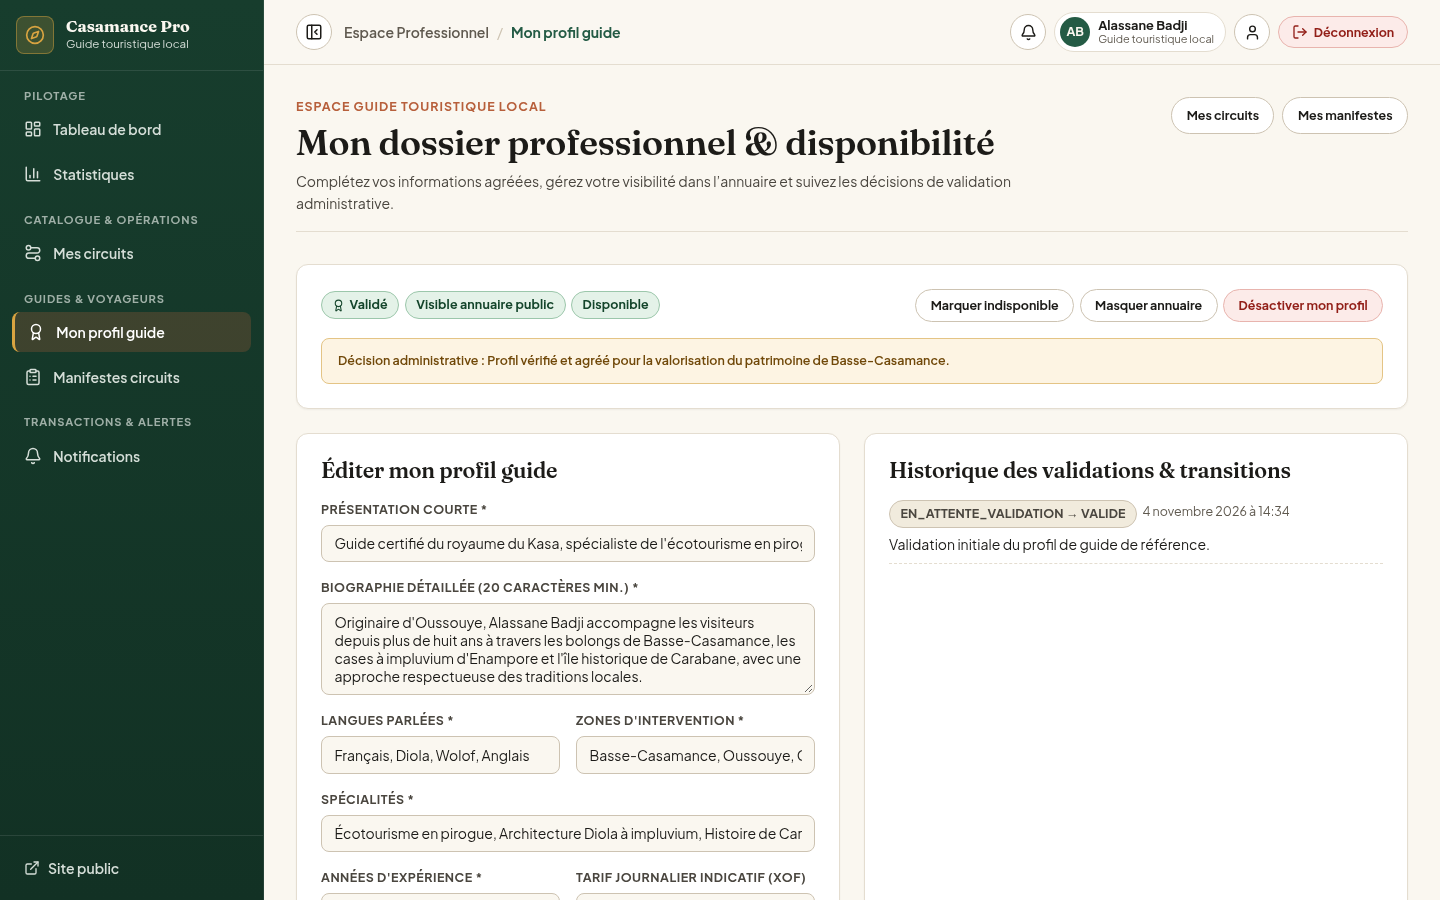 Casamance Pro
Guide touristique local
PILOTAGE
Tableau de bord
Statistiques
CATALOGUE & OPÉRATIONS
Mes circuits
GUIDES & VOYAGEURS
Mon profil guide
Manifestes circuits
TRANSACTIONS & ALERTES
Notifications
Site public
Espace Professionnel / Mon profil guide
AB
Alassane Badji
Guide touristique local
Déconnexion
ESPACE GUIDE TOURISTIQUE LOCAL
Mon dossier professionnel & disponibilité
Complétez vos informations agréées, gérez votre visibilité dans l'annuaire et suivez les décisions de validation
administrative.
Mes circuits
Mes manifestes
Validé
Visible annuaire public
Disponible
Marquer indisponible
Masquer annuaire
Désactiver mon profil
Décision administrative : Profil vérifié et agréé pour la valorisation du patrimoine de Basse-Casamance.
Éditer mon profil guide
PRÉSENTATION COURTE *
Guide certifié du royaume du Kasa, spécialiste de l'écotourisme en pirog
BIOGRAPHIE DÉTAILLÉE (20 CARACTÈRES MIN.) *
Originaire d'Oussouye, Alassane Badji accompagne les visiteurs
depuis plus de huit ans à travers les bolongs de Basse-Casamance, les
cases à impluvium d'Enampore et l'île historique de Carabane, avec une
approche respectueuse des traditions locales.
LANGUES PARLÉES *
Français, Diola, Wolof, Anglais
ZONES D'INTERVENTION *
Basse-Casamance, Oussouye, C
SPÉCIALITÉS *
Écotourisme en pirogue, Architecture Diola à impluvium, Histoire de Car
ANNÉES D'EXPÉRIENCE *
TARIF JOURNALIER INDICATIF (XOF)
Historique des validations & transitions
EN_ATTENTE_VALIDATION → VALIDE
4 novembre 2026 à 14:34
Validation initiale du profil de guide de référence.